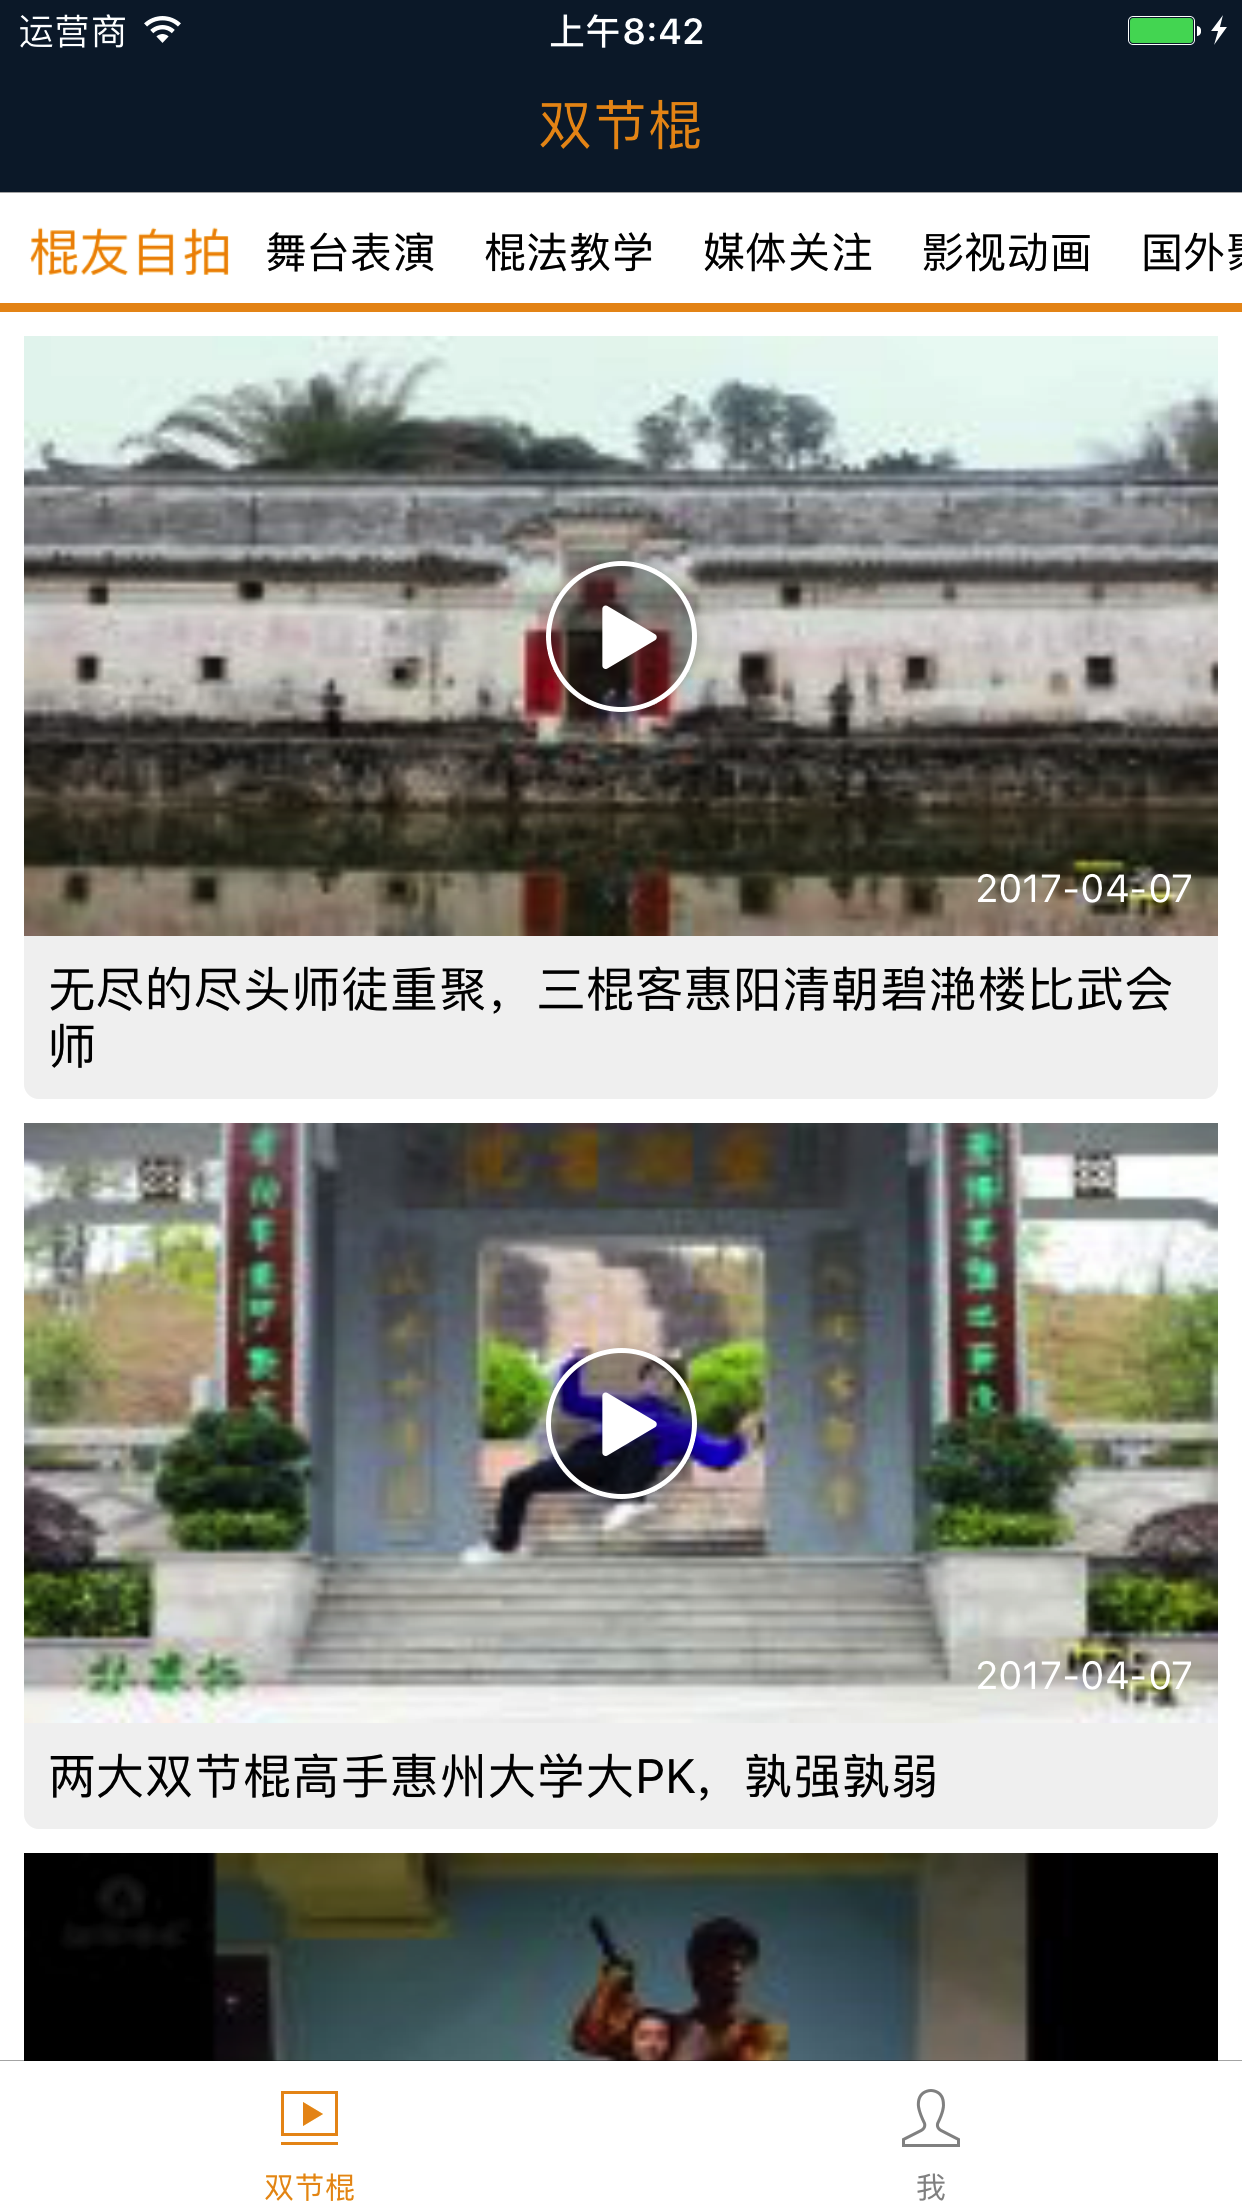 运营商
上午8:42
双节棍
棍友自拍 舞台表演 棍法教学 媒体关注 影视动画 国外
2017-04-07
无尽的尽头师徒重聚，三棍客惠阳清朝碧滟楼比武会
师
2017-04-07
两大双节棍高手惠州大学大PK，孰强孰弱
双节棍
我